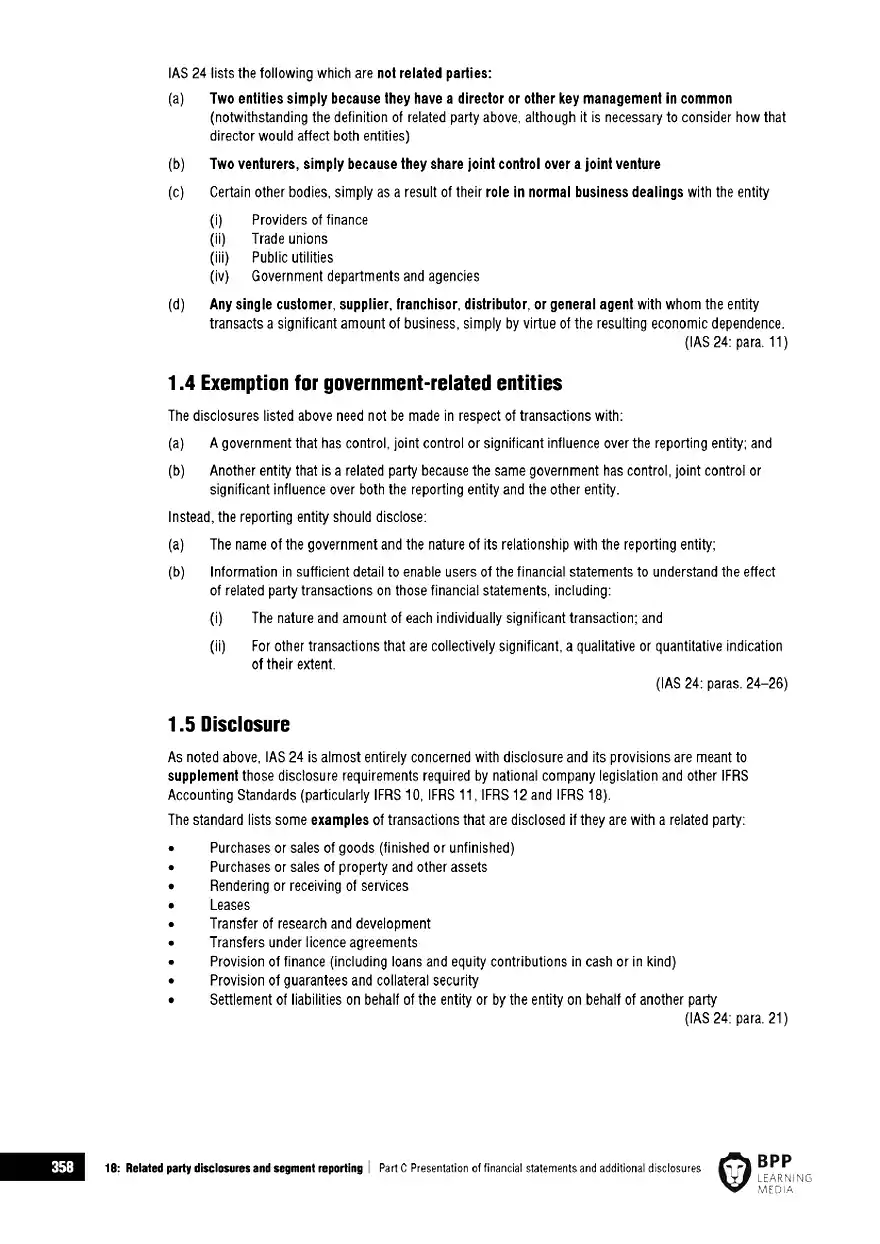 IAS 24 lists the following which are not related parties:
(a) Two entities simply because they have a director or other key management in common
(notwithstanding the definition of related party above, although it is necessary to consider how that
director would affect both entities)
(b) Two venturers, simply because they share joint control over a joint venture
(c) Certain other bodies, simply as a result of their role in normal business dealings with the entity
(i) Providers of finance
(ii) Trade unions
(iii) Public utilities
(iv) Government departments and agencies
(d) Any single customer, supplier, franchisor, distributor, or general agent with whom the entity
transacts a significant amount of business, simply by virtue of the resulting economic dependence.
(IAS 24: para. 11)
1.4 Exemption for government-related entities
The disclosures listed above need not be made in respect of transactions with:
(a) A government that has control, joint control or significant influence over the reporting entity; and
(b) Another entity that is a related party because the same government has control, joint control or
significant influence over both the reporting entity and the other entity.
Instead, the reporting entity should disclose:
(a) The name of the government and the nature of its relationship with the reporting entity;
(b) Information in sufficient detail to enable users of the financial statements to understand the effect
of related party transactions on those financial statements, including:
(i) The nature and amount of each individually significant transaction; and
(ii) For other transactions that are collectively significant, a qualitative or quantitative indication
of their extent.
(IAS 24: paras. 24–26)
1.5 Disclosure
As noted above, IAS 24 is almost entirely concerned with disclosure and its provisions are meant to
supplement those disclosure requirements required by national company legislation and other IFRS
Accounting Standards (particularly IFRS 10, IFRS 11, IFRS 12 and IFRS 18).
The standard lists some examples of transactions that are disclosed if they are with a related party:
• Purchases or sales of goods (finished or unfinished)
• Purchases or sales of property and other assets
• Rendering or receiving of services
• Leases
• Transfer of research and development
• Transfers under licence agreements
• Provision of finance (including loans and equity contributions in cash or in kind)
• Provision of guarantees and collateral security
• Settlement of liabilities on behalf of the entity or by the entity on behalf of another party
(IAS 24: para. 21)
358 18: Related party disclosures and segment reporting | Part C Presentation of financial statements and additional disclosures
BPP
LEARNING
MEDIA